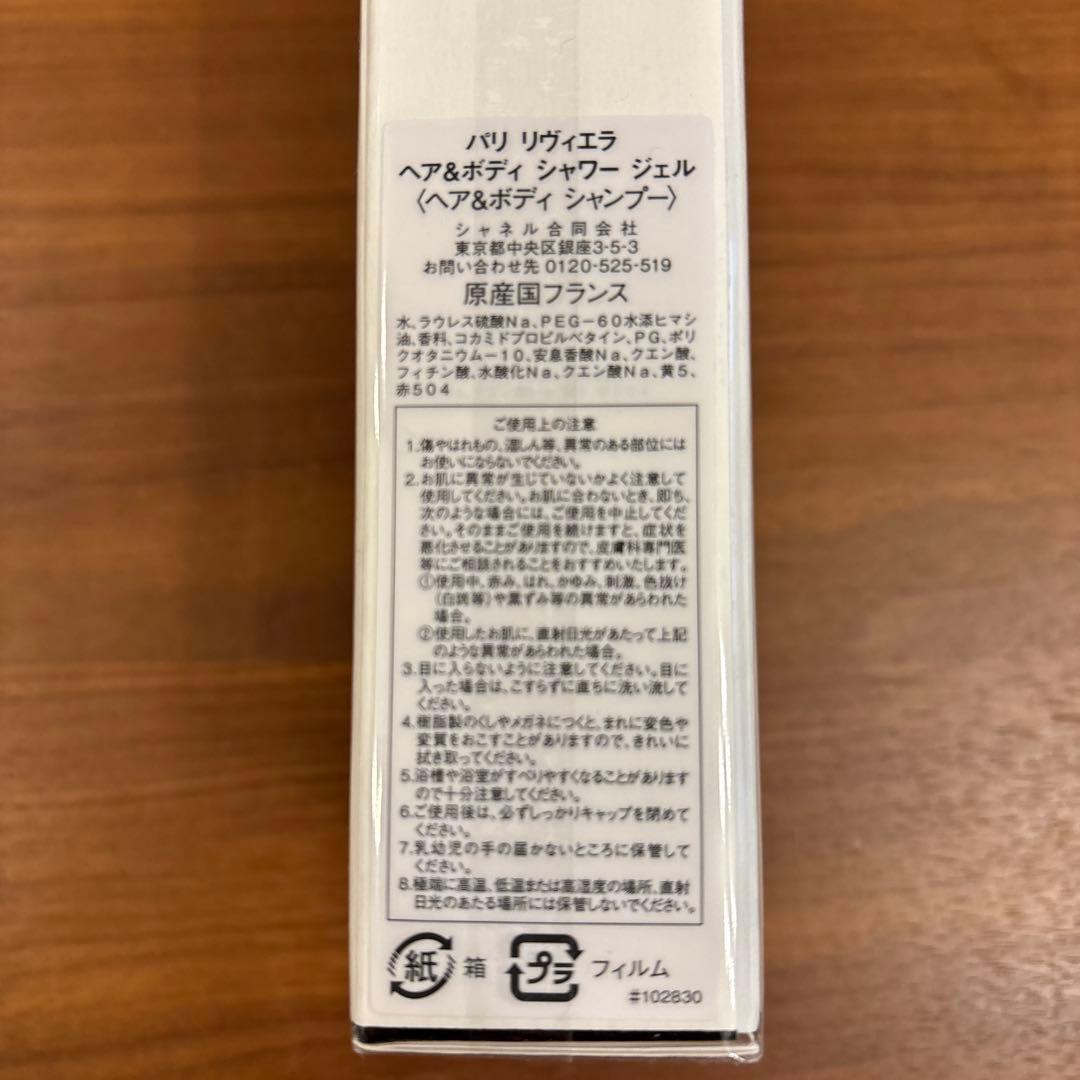 パリ リヴィエラ
ヘア&ボディ シャワー ジェル
〈ヘア&ボディ シャンプー〉
シャネル合同会社
東京都中央区銀座3-5-3
お問い合わせ先 0120-525-519
原産国フランス
水、ラウレス硫酸Na、PEG-60水添ヒマシ
油、香料、コカミドプロピルベタイン、PG、ポリ
クオタニウム-10、安息香酸Na、クエン酸、
フィチン酸、水酸化Na、クエン酸Na、黄5、
赤504
ご使用上の注意
1.傷やはれもの、湿しん等、異常のある部位には
お使いにならないでください。
2.お肌に異常が生じていないかよく注意して
使用してください。お肌に合わないとき、即ち、
次のような場合には、ご使用を中止してくだ
さい。そのままご使用を続けますと、症状を
悪化させることがありますので、皮膚科専門医
等にご相談されることをおすすめいたします。
①使用中、赤み、はれ、かゆみ、刺激、色抜け
(白斑等)や黒ずみ等の異常があらわれた
場合。
②使用したお肌に、直射日光があたって上記
のような異常があらわれた場合。
3.目に入らないように注意してください。目に
入った場合は、こすらずに直ちに洗い流して
ください。
4.樹脂製のくしやメガネにつくと、まれに変色や
変質をおこすことがありますので、きれいに
拭き取ってください。
5.浴槽や浴室がすべりやすくなることがあります
ので十分注意してください。
6.ご使用後は、必ずしっかりキャップを閉めて
ください。
7.乳幼児の手の届かないところに保管して
ください。
8.極端に高温、低温または高湿度の場所、直射
日光のあたる場所には保管しないでください。
紙 箱 プラ フィルム
#102830